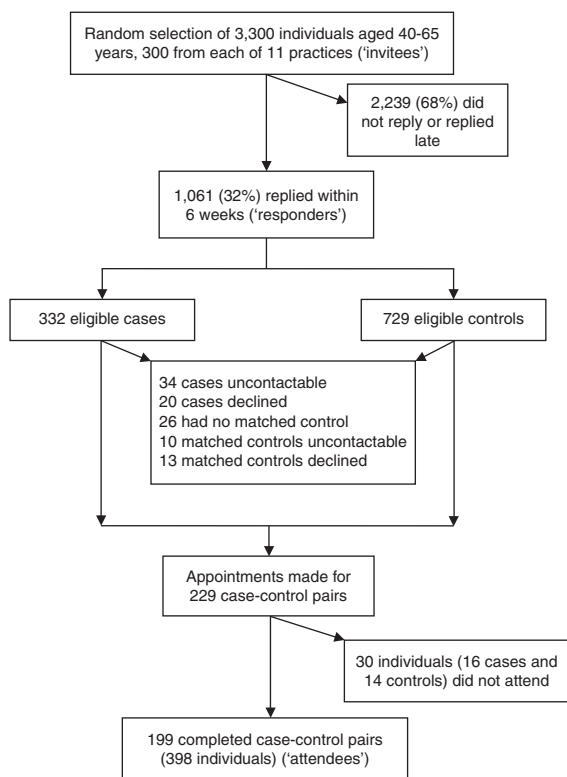 Random selection of 3,300 individuals aged 40-65
years, 300 from each of 11 practices (‘invitees’)
2,239 (68%) did
not reply or replied
late
1,061 (32%) replied within
6 weeks (‘responders’)
332 eligible cases
729 eligible controls
34 cases uncontactable
20 cases declined
26 had no matched control
10 matched controls uncontactable
13 matched controls declined
Appointments made for
229 case-control pairs
30 individuals (16 cases and
14 controls) did not attend
199 completed case-control pairs
(398 individuals) (‘attendees’)